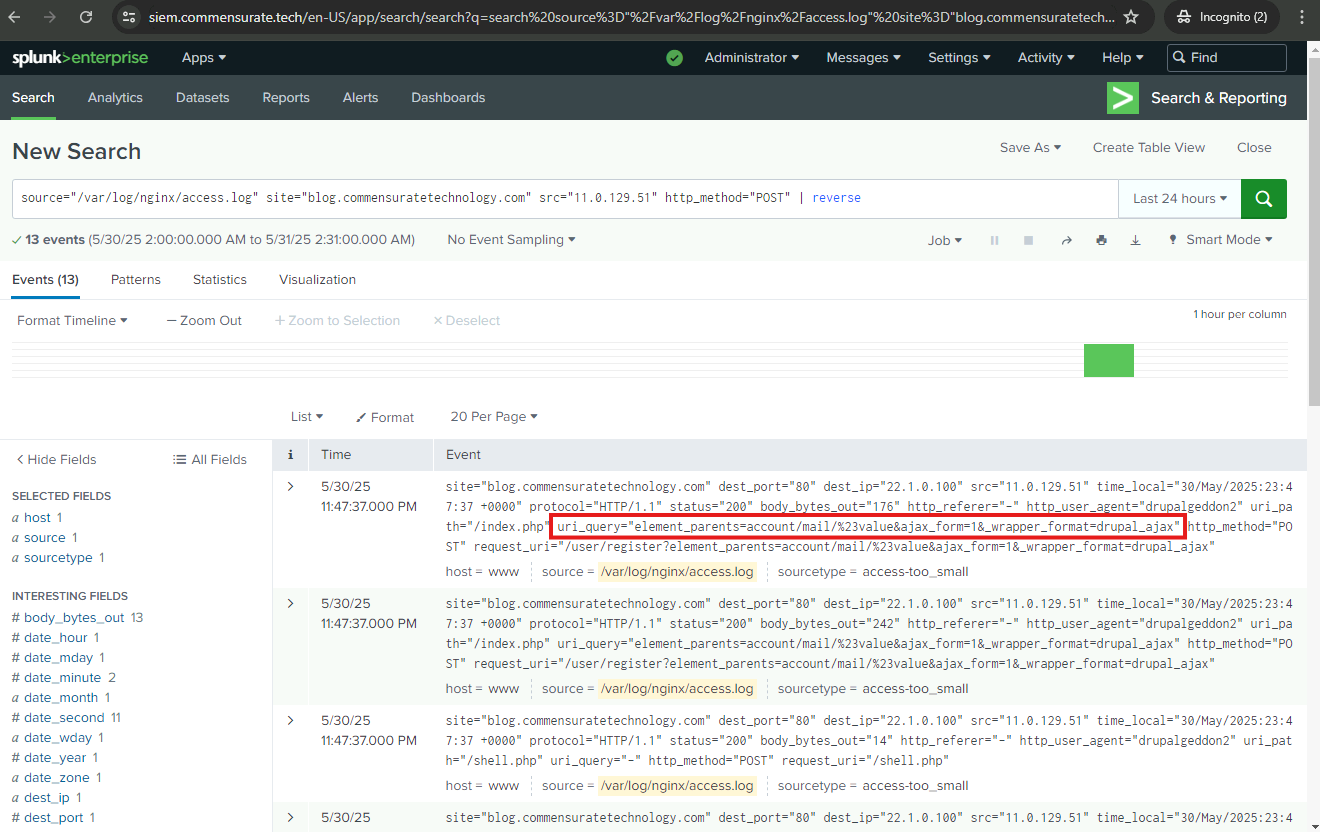 siem.commensurate.tech/en-US/app/search/search?q=search%20source%3D"%2Fvar%2Flog%2Fnginx%2Faccess.log"%20site%3D"blog.commensuratetech... Incognito (2)
splunk>enterprise Apps Administrator Messages Settings Activity Help Find
Search Analytics Datasets Reports Alerts Dashboards > Search & Reporting
New Search Save As Create Table View Close
source="/var/log/nginx/access.log" site="blog.commensuratetechnology.com" src="11.0.129.51" http_method="POST" | reverse Last 24 hours
13 events (5/30/25 2:00:00.000 AM to 5/31/25 2:31:00.000 AM) No Event Sampling Job Smart Mode
Events (13) Patterns Statistics Visualization
Format Timeline — Zoom Out + Zoom to Selection × Deselect 1 hour per column
List Format 20 Per Page
< Hide Fields All Fields
SELECTED FIELDS
a host 1
a source 1
a sourcetype 1
INTERESTING FIELDS
# body_bytes_out 13
# date_hour 1
# date_mday 1
# date_minute 2
a date_month 1
# date_second 11
a date_wday 1
# date_year 1
a date_zone 1
a dest_ip 1
# dest_port 1
i Time Event
> 5/30/25
11:47:37.000 PM
site="blog.commensuratetechnology.com" dest_port="80" dest_ip="22.1.0.100" src="11.0.129.51" time_local="30/May/2025:23:4
7:37 +0000" protocol="HTTP/1.1" status="200" body_bytes_out="176" http_referer="-" http_user_agent="drupalgeddon2" uri_pa
th="/index.php" uri_query="element_parents=account/mail/%23value&ajax_form=1&_wrapper_format=drupal_ajax" http_method="PO
ST" request_uri="/user/register?element_parents=account/mail/%23value&ajax_form=1&_wrapper_format=drupal_ajax"
host = www source = /var/log/nginx/access.log sourcetype = access-too_small
> 5/30/25
11:47:37.000 PM
site="blog.commensuratetechnology.com" dest_port="80" dest_ip="22.1.0.100" src="11.0.129.51" time_local="30/May/2025:23:4
7:37 +0000" protocol="HTTP/1.1" status="200" body_bytes_out="242" http_referer="-" http_user_agent="drupalgeddon2" uri_pa
th="/index.php" uri_query="element_parents=account/mail/%23value&ajax_form=1&_wrapper_format=drupal_ajax" http_method="PO
ST" request_uri="/user/register?element_parents=account/mail/%23value&ajax_form=1&_wrapper_format=drupal_ajax"
host = www source = /var/log/nginx/access.log sourcetype = access-too_small
> 5/30/25
11:47:37.000 PM
site="blog.commensuratetechnology.com" dest_port="80" dest_ip="22.1.0.100" src="11.0.129.51" time_local="30/May/2025:23:4
7:37 +0000" protocol="HTTP/1.1" status="200" body_bytes_out="14" http_referer="-" http_user_agent="drupalgeddon2" uri_pat
h="/shell.php" uri_query="-" http_method="POST" request_uri="/shell.php"
host = www source = /var/log/nginx/access.log sourcetype = access-too_small
> 5/30/25
site="blog.commensuratetechnology.com" dest_port="80" dest_ip="22.1.0.100" src="11.0.129.51" time_local="30/May/2025:23:4